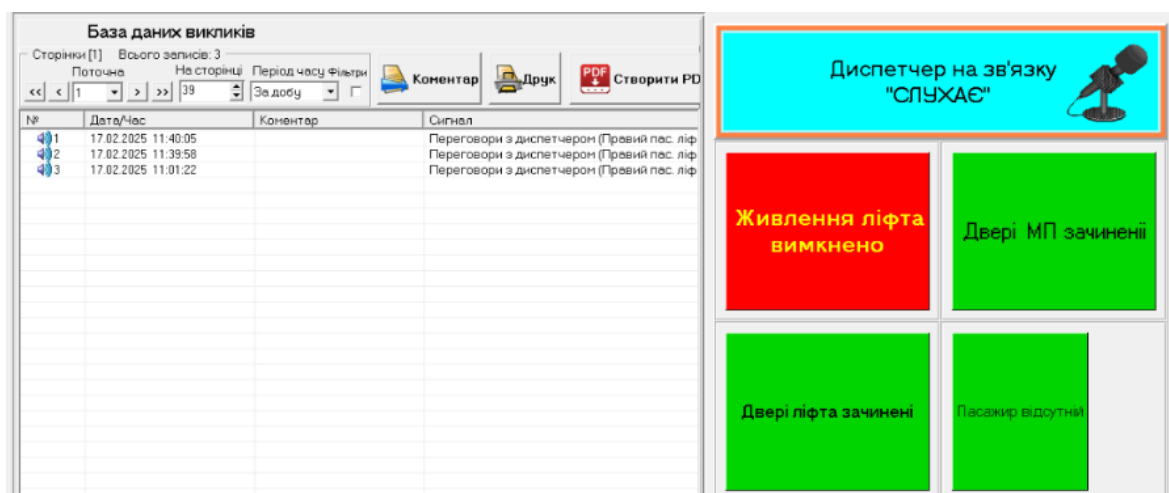 База даних викликів
Сторінки [1] Всього записів: 3
Поточна На сторінці Період часу Фільтри
<< < 1 > >> 39 За добу
Коментар
Друк
PDF
Створити PD
№ Дата/Час Коментар Сигнал
1 17.02.2025 11:40:05 Переговори з диспетчером (Правий пас. ліф
2 17.02.2025 11:39:58 Переговори з диспетчером (Правий пас. ліф
3 17.02.2025 11:01:22 Переговори з диспетчером (Правий пас. ліф
Диспетчер на зв'язку
"СЛУХАЄ"
Живлення ліфта
вимкнено
Двері МП зачиненіі
Двері ліфта зачинені
Пасажир відсутній